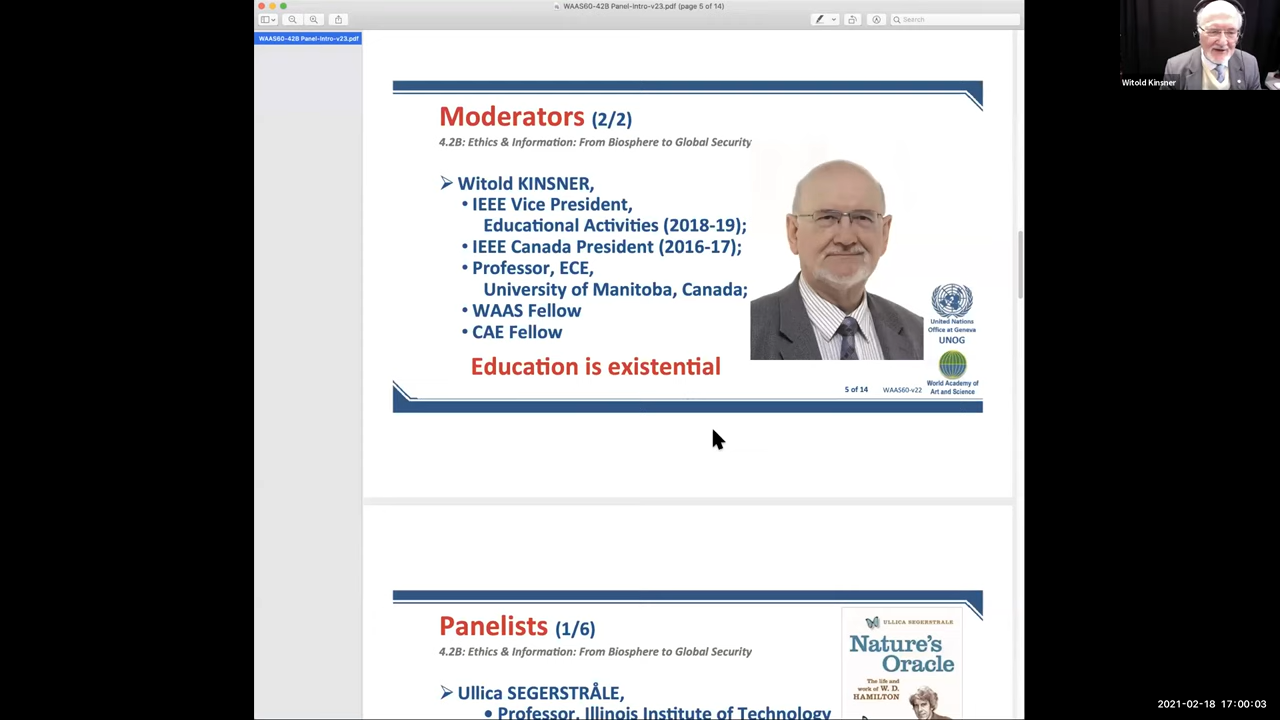 WAAS60-42B Panel-Intro-v23.pdf (page 5 of 14)
Search
WAAS60-42B Panel-Intro-v23.pdf
Witold Kinsner
Moderators (2/2)
4.2B: Ethics & Information: From Biosphere to Global Security
➢ Witold KINSNER,
• IEEE Vice President,
Educational Activities (2018-19);
• IEEE Canada President (2016-17);
• Professor, ECE,
University of Manitoba, Canada;
• WAAS Fellow
• CAE Fellow
Education is existential
United Nations
Office at Geneva
UNOG
World Academy of
Art and Science
5 of 14
WAAS60-v22
Panelists (1/6)
4.2B: Ethics & Information: From Biosphere to Global Security
➢ Ullica SEGERSTRÅLE,
• Professor, Illinois Institute of Technology
ULLICA SEGERSTRALE
Nature's
Oracle
The life and
work of W. D.
HAMILTON
2021-02-18 17:00:03